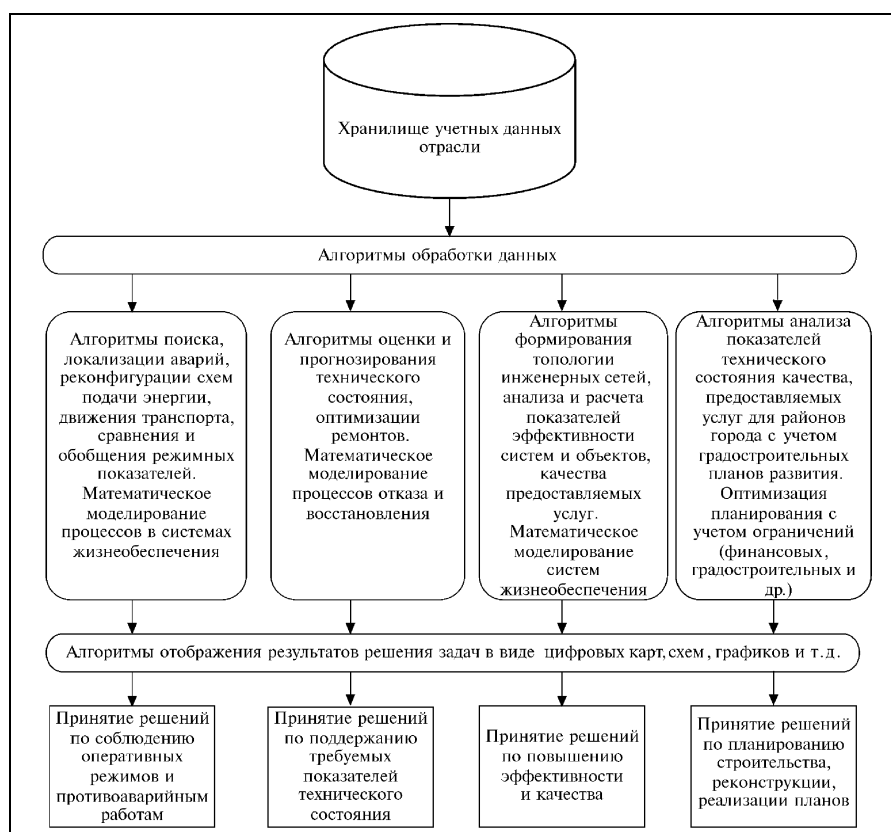 Хранилище учетных данных
отрасли
Алгоритмы обработки данных
Алгоритмы поиска,
локализации аварий,
реконфигурации схем
подачи энергии,
движения транспорта,
сравнения и
обобщения режимных
показателей.
Математическое
моделирование
процессов в системах
жизнеобеспечения
Алгоритмы оценки и
прогнозирования
технического
состояния,
оптимизации
ремонтов.
Математическое
моделирование
процессов отказа и
восстановления
Алгоритмы
формирования
топологии
инженерных сетей,
анализа и расчета
показателей
эффективности
систем и объектов,
качества
предоставляемых
услуг.
Математическое
моделирование
систем
жизнеобеспечения
Алгоритмы анализа
показателей
технического
состояния качества,
предоставляемых
услуг для районов
города с учетом
градостроительных
планов развития.
Оптимизация
планирования с
учетом ограничений
(финансовых,
градостроительных и
др.)
Алгоритмы отображения результатов решения задач в виде цифровых карт, схем, графиков и т.д.
Принятие решений
по соблюдению
оперативных
режимов и
противоаварийным
работам
Принятие решений
по поддержанию
требуемых
показателей
технического
состояния
Принятие решений
по повышению
эффективности
и качества
Принятие решений
по планированию
строительства,
реконструкции,
реализации планов